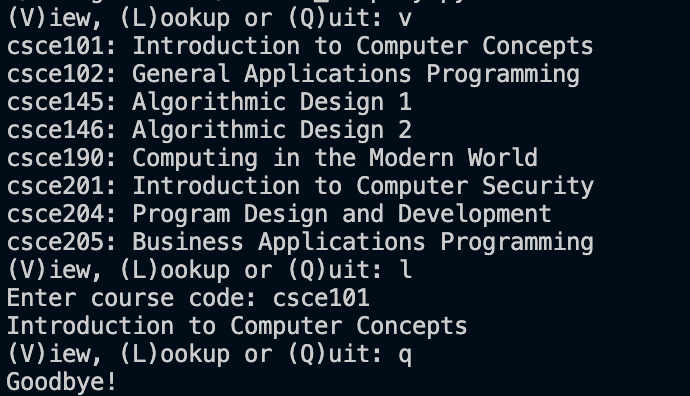 (V)iew, (L)ookup or (Q)uit: v
csce101: Introduction to Computer Concepts
csce102: General Applications Programming
csce145: Algorithmic Design 1
csce146: Algorithmic Design 2
csce190: Computing in the Modern World
csce201: Introduction to Computer Security
csce204: Program Design and Development
csce205: Business Applications Programming
(V)iew, (L)ookup or (Q)uit: l
Enter course code: csce101
Introduction to Computer Concepts
(V)iew, (L)ookup or (Q)uit: q
Goodbye!